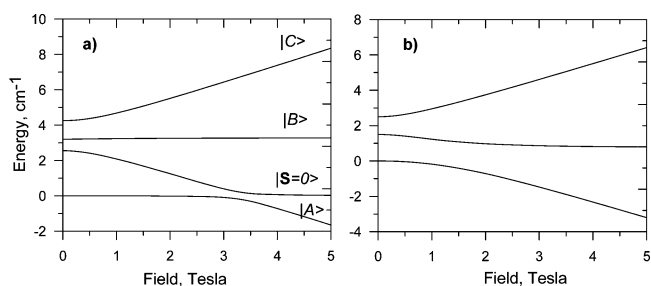 a)
Energy, cm-1
10
8
6
4
2
0
-2
|C>
|B>
|S=0>
|A>
0 1 2 3 4 5
Field, Tesla
b)
8
6
4
2
0
-2
-4
0 1 2 3 4 5
Field, Tesla